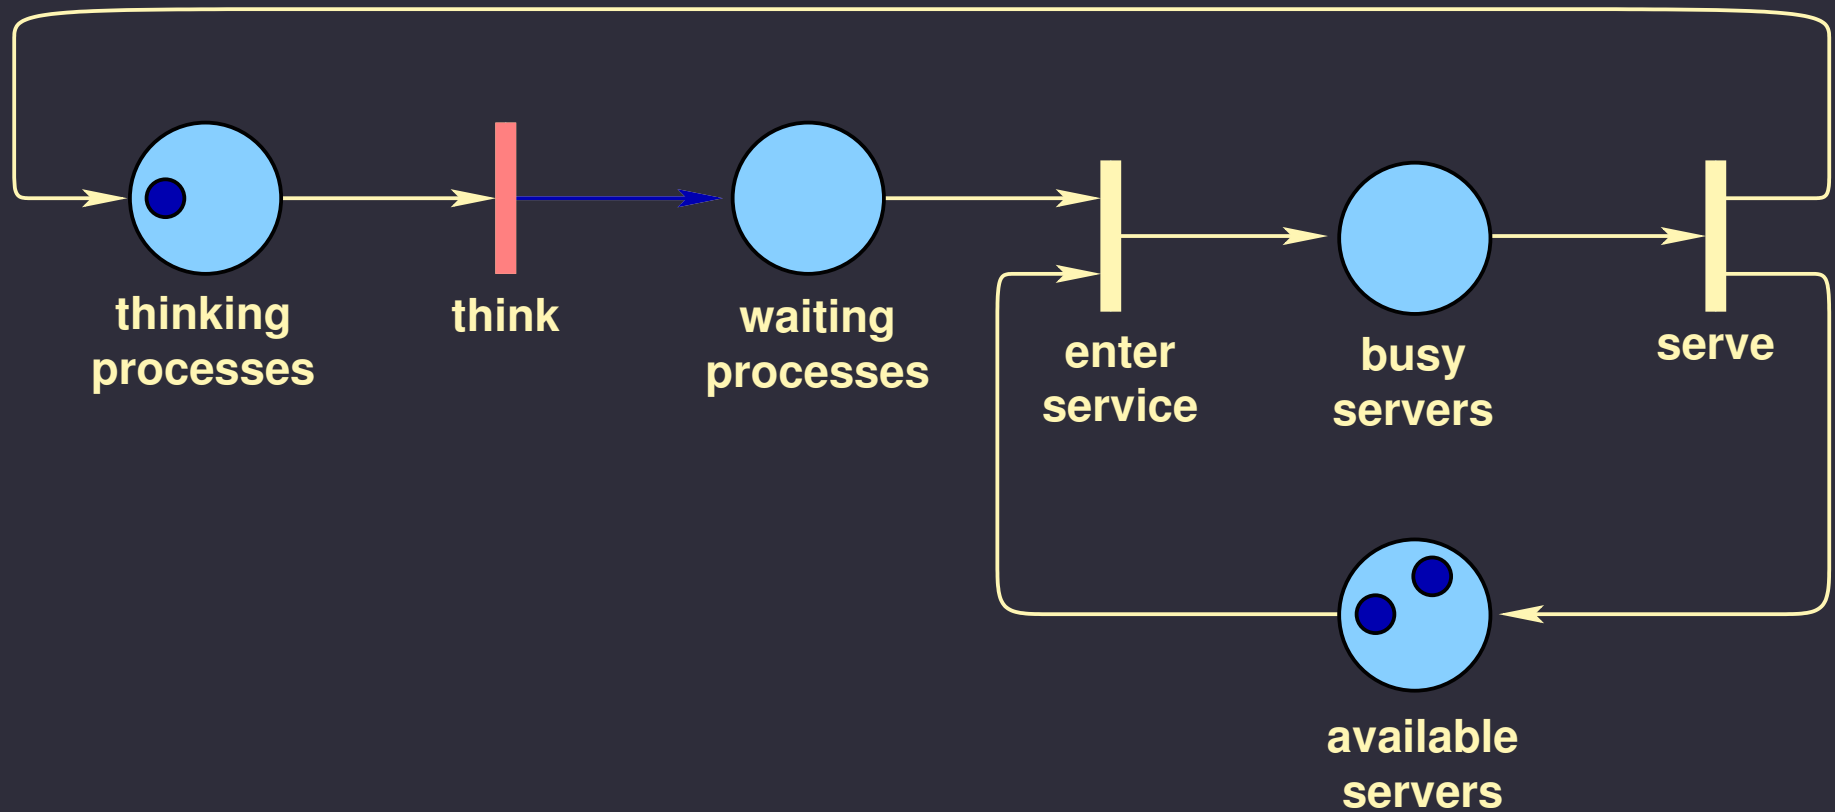 thinking
processes
think
waiting
processes
enter
service
busy
servers
serve
available
servers